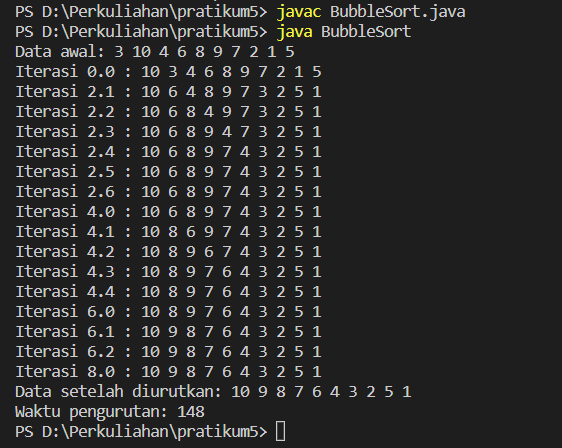 PS D:\Perkuliahan\pratikum5> javac BubbleSort.java
PS D:\Perkuliahan\pratikum5> java BubbleSort
Data awal: 3 10 4 6 8 9 7 2 1 5
Iterasi 0.0 : 10 3 4 6 8 9 7 2 1 5
Iterasi 2.1 : 10 6 4 8 9 7 3 2 5 1
Iterasi 2.2 : 10 6 8 4 9 7 3 2 5 1
Iterasi 2.3 : 10 6 8 9 4 7 3 2 5 1
Iterasi 2.4 : 10 6 8 9 7 4 3 2 5 1
Iterasi 2.5 : 10 6 8 9 7 4 3 2 5 1
Iterasi 2.6 : 10 6 8 9 7 4 3 2 5 1
Iterasi 4.0 : 10 6 8 9 7 4 3 2 5 1
Iterasi 4.1 : 10 8 6 9 7 4 3 2 5 1
Iterasi 4.2 : 10 8 9 6 7 4 3 2 5 1
Iterasi 4.3 : 10 8 9 7 6 4 3 2 5 1
Iterasi 4.4 : 10 8 9 7 6 4 3 2 5 1
Iterasi 6.0 : 10 8 9 7 6 4 3 2 5 1
Iterasi 6.1 : 10 9 8 7 6 4 3 2 5 1
Iterasi 6.2 : 10 9 8 7 6 4 3 2 5 1
Iterasi 8.0 : 10 9 8 7 6 4 3 2 5 1
Data setelah diurutkan: 10 9 8 7 6 4 3 2 5 1
Waktu pengurutan: 148
PS D:\Perkuliahan\pratikum5>